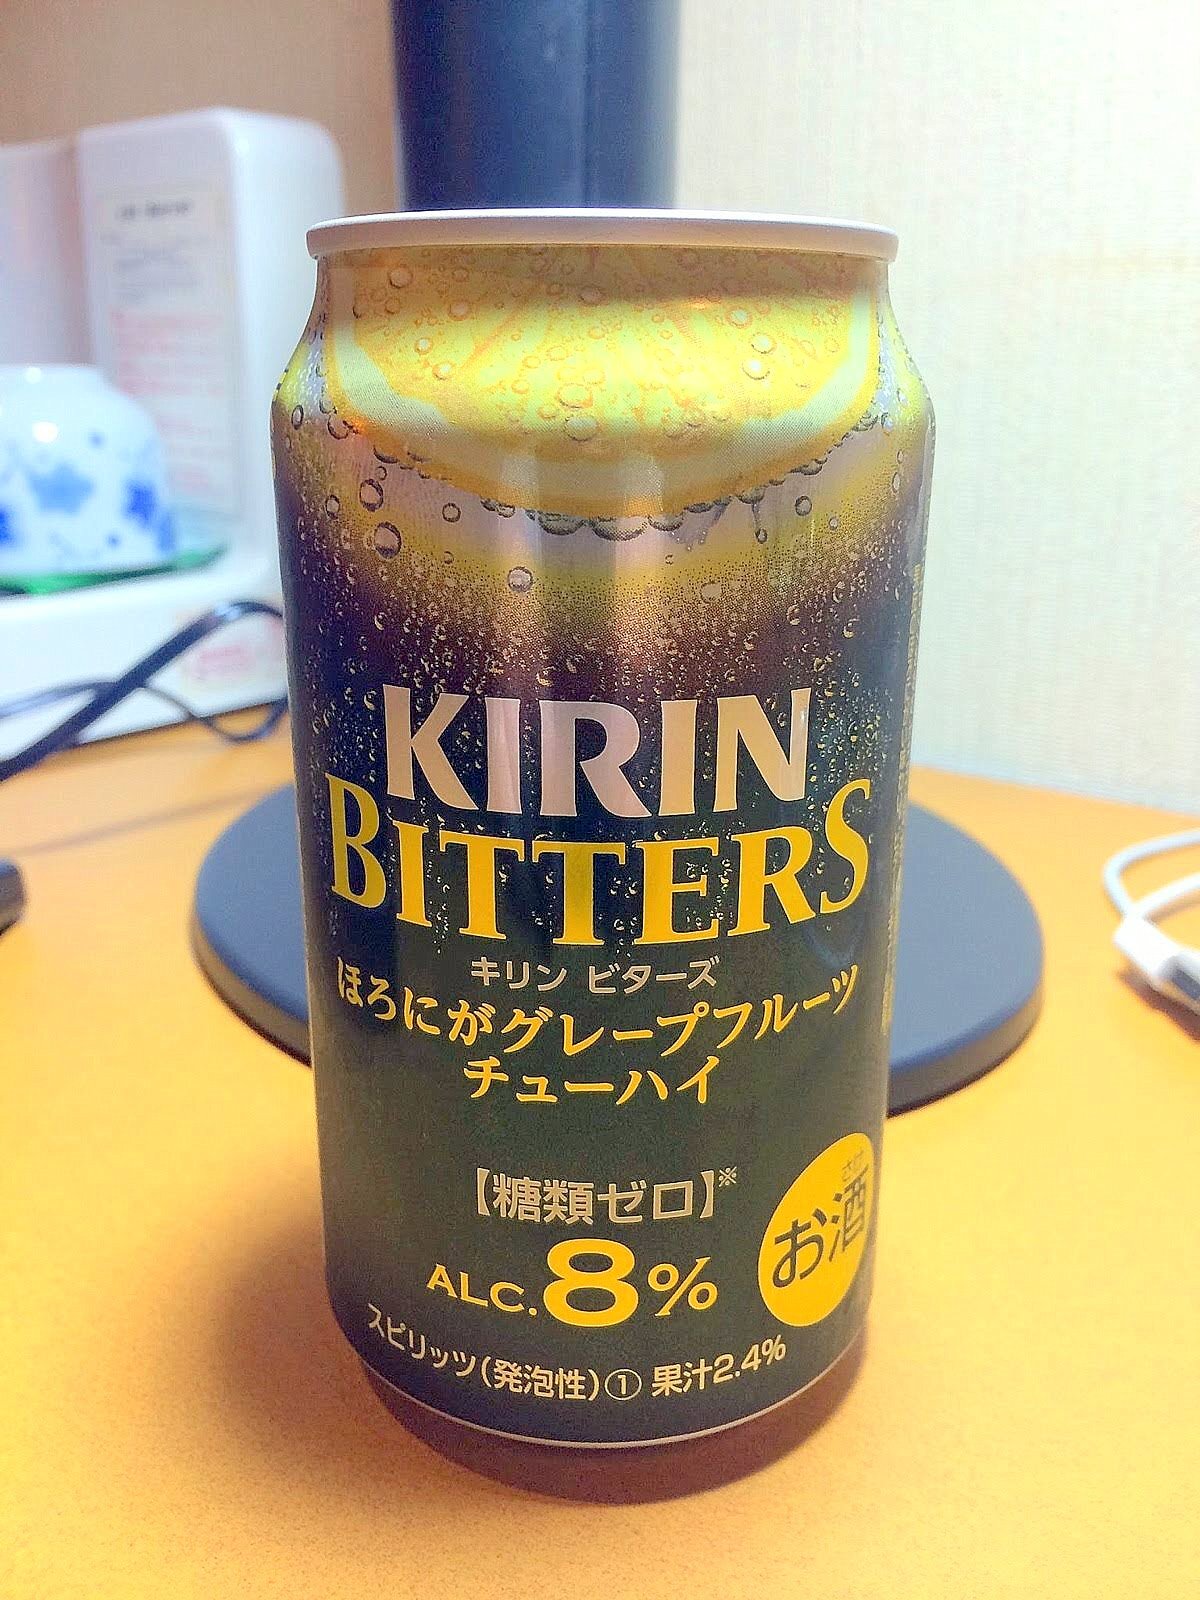 KIRIN
BITTERS
キリン ビターズ
ほろにがグレープフルーツ
チューハイ
【糖類ゼロ】※
ALC.8%
さけ
お酒
スピリッツ(発泡性)① 果汁2.4%